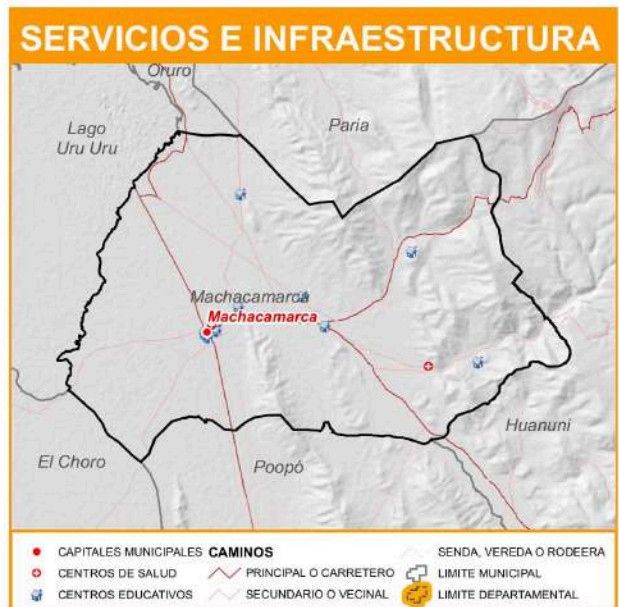 SERVICIOS E INFRAESTRUCTURA
Oruro
Lago
Uru Uru
Paria
Machacamarca
Machacamarca
Huanuni
El Choro
Poopó
CAPITALES MUNICIPALES
CENTROS DE SALUD
CENTROS EDUCATIVOS
CAMINOS
PRINCIPAL O CARRETERO
SECUNDARIO O VECINAL
SENDA, VEREDA O RODEERA
LIMITE MUNICIPAL
LIMITE DEPARTAMENTAL